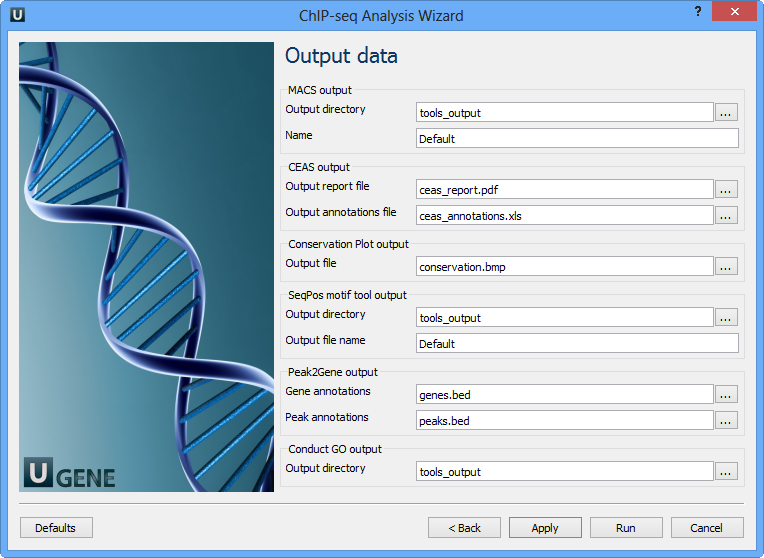 U
ChIP-seq Analysis Wizard
?
Output data
MACS output
Output directory
tools_output
...
Name
Default
CEAS output
Output report file
ceas_report.pdf
...
Output annotations file
ceas_annotations.xls
...
Conservation Plot output
Output file
conservation.bmp
...
SeqPos motif tool output
Output directory
tools_output
...
Output file name
Default
Peak2Gene output
Gene annotations
genes.bed
...
Peak annotations
peaks.bed
...
Conduct GO output
Output directory
tools_output
...
U GENE
Defaults
< Back
Apply
Run
Cancel